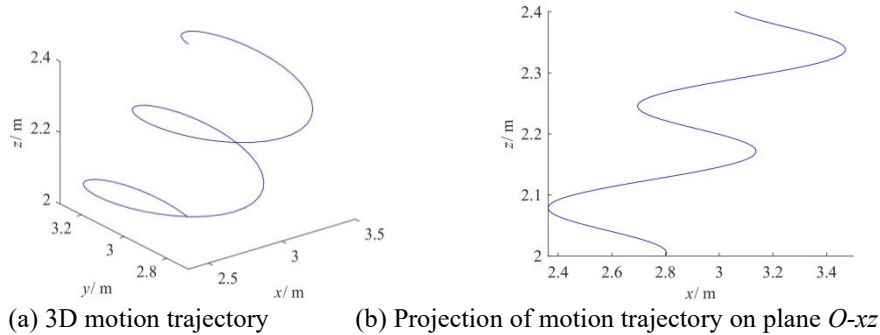 2.4
2.2
2
z/ m
3.2
3
2.8
y/ m
2.5
3
3.5
x/ m
2.4
2.3
2.2
2.1
2
z/ m
2.4 2.6 2.8 3 3.2 3.4
x/ m
(a) 3D motion trajectory (b) Projection of motion trajectory on plane O-xz